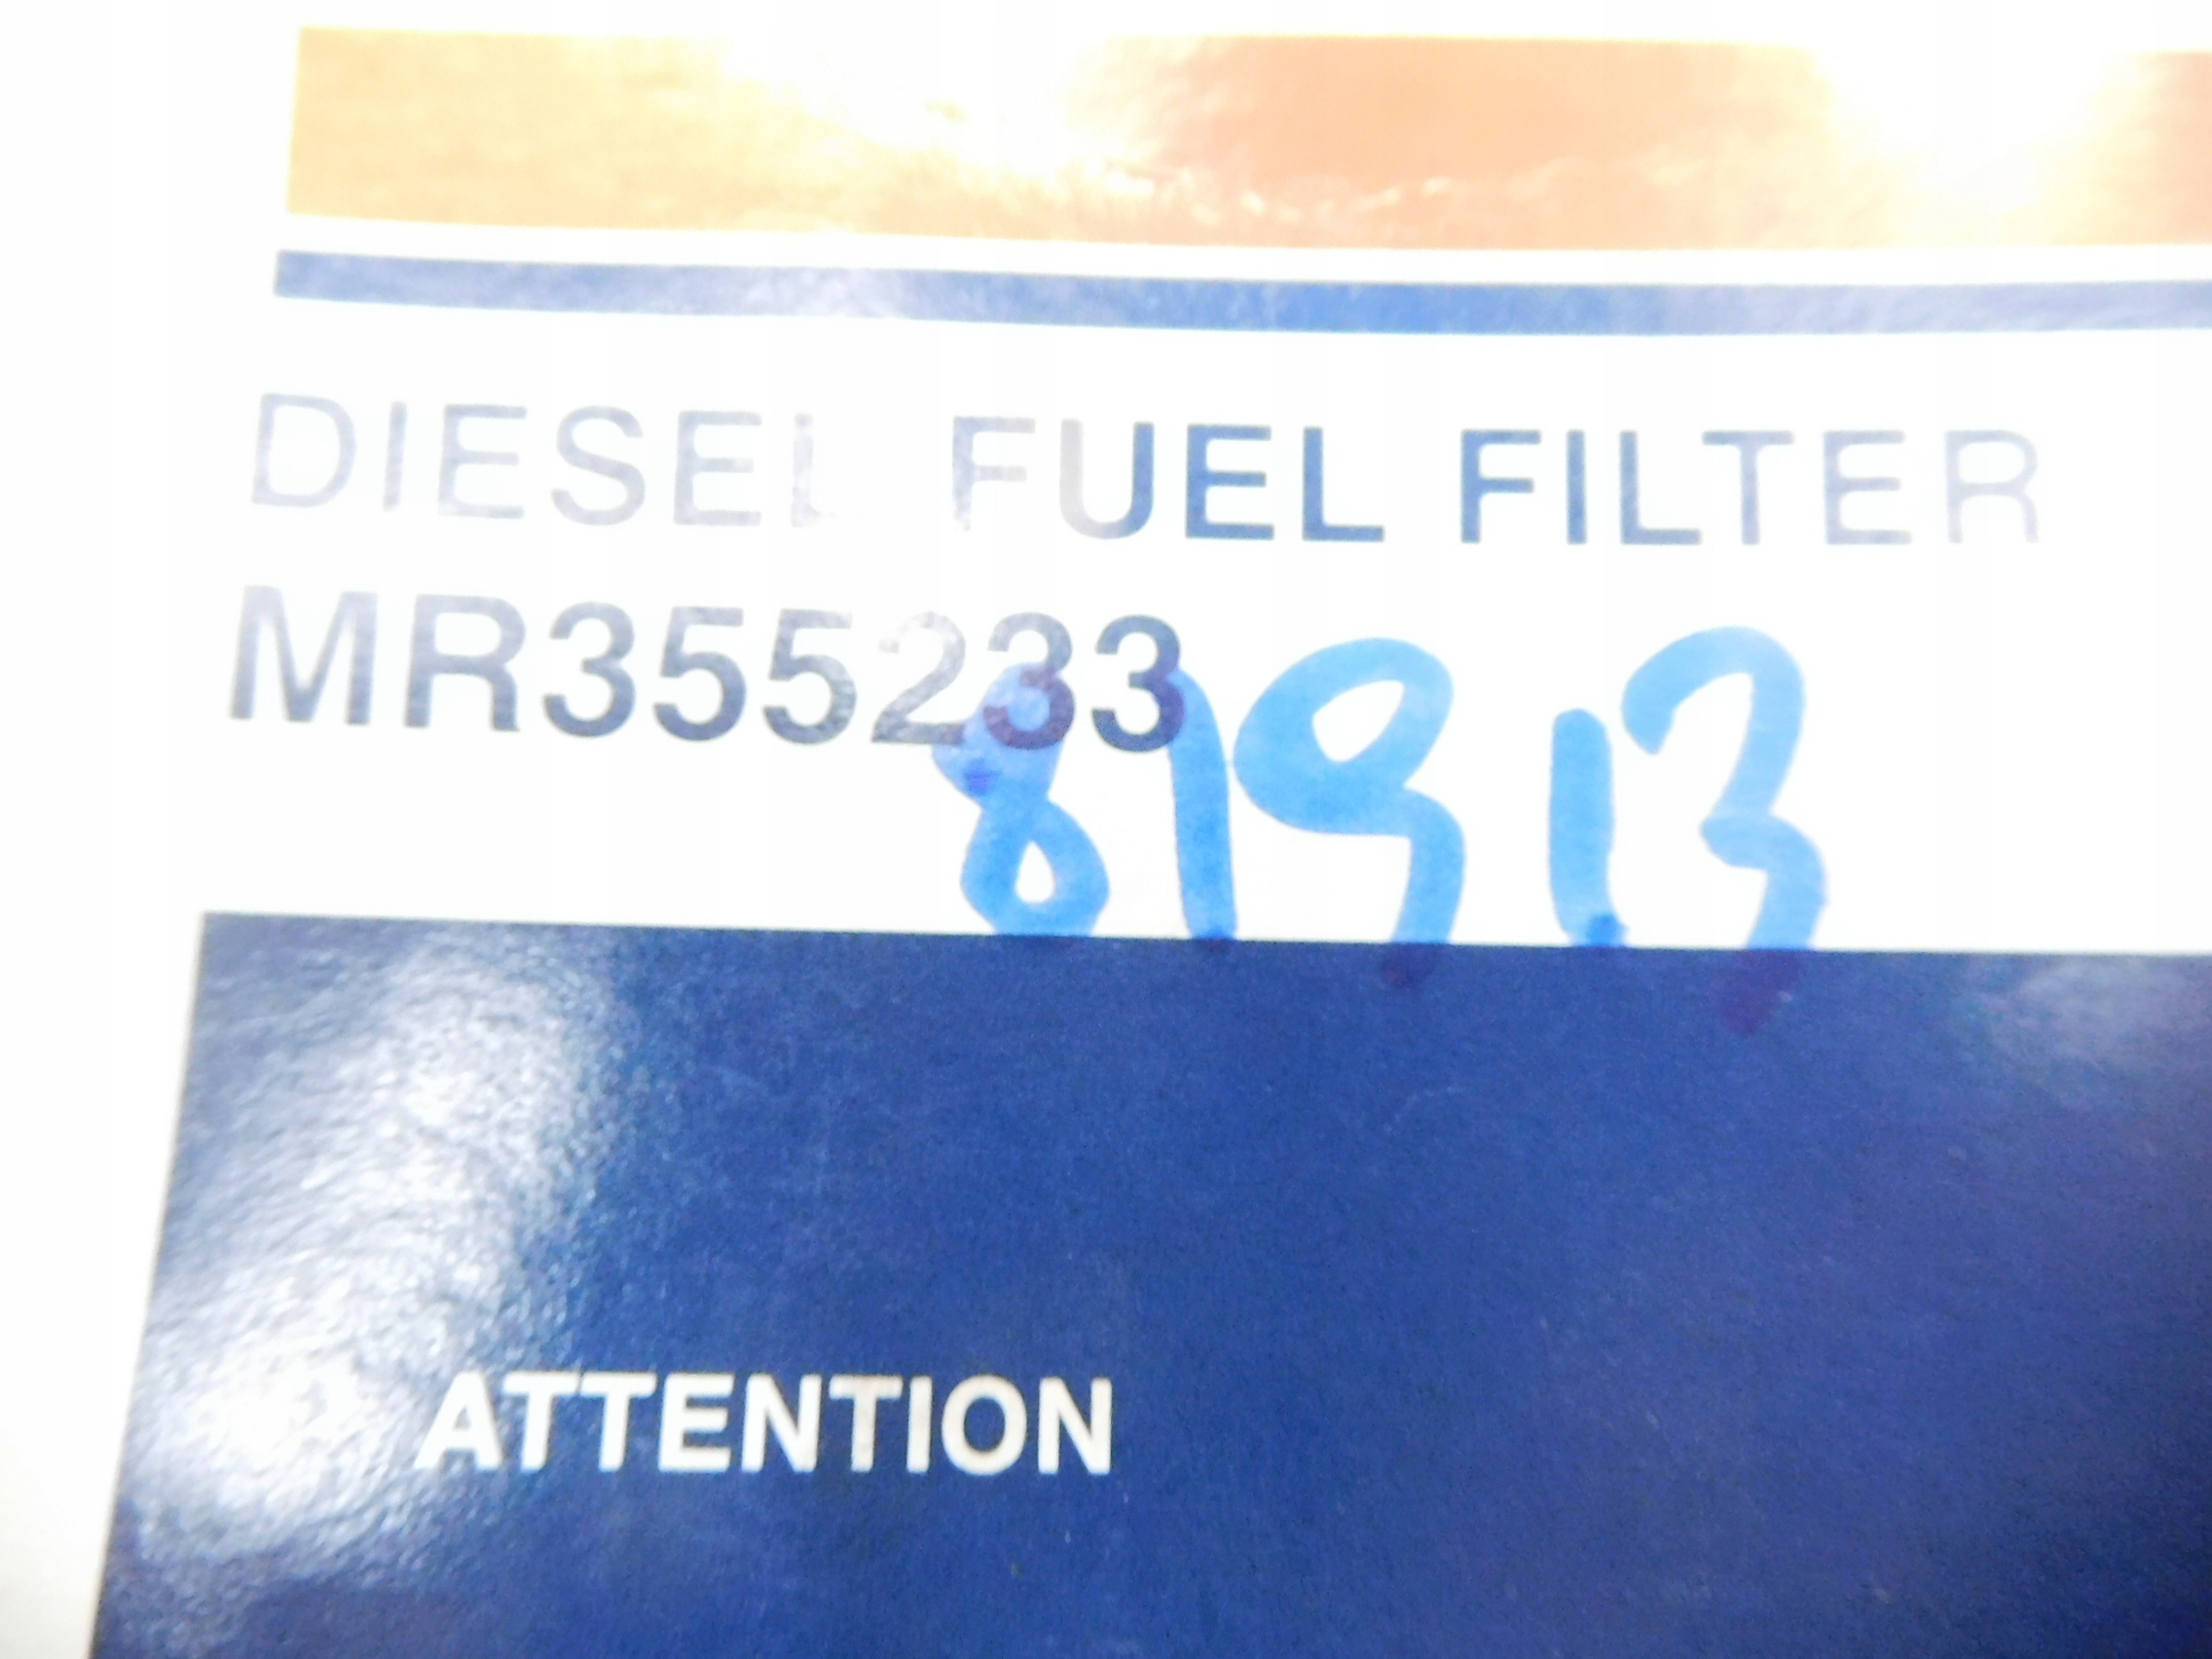 DIESEL FUEL FILTER
MR355233
81913
ATTENTION